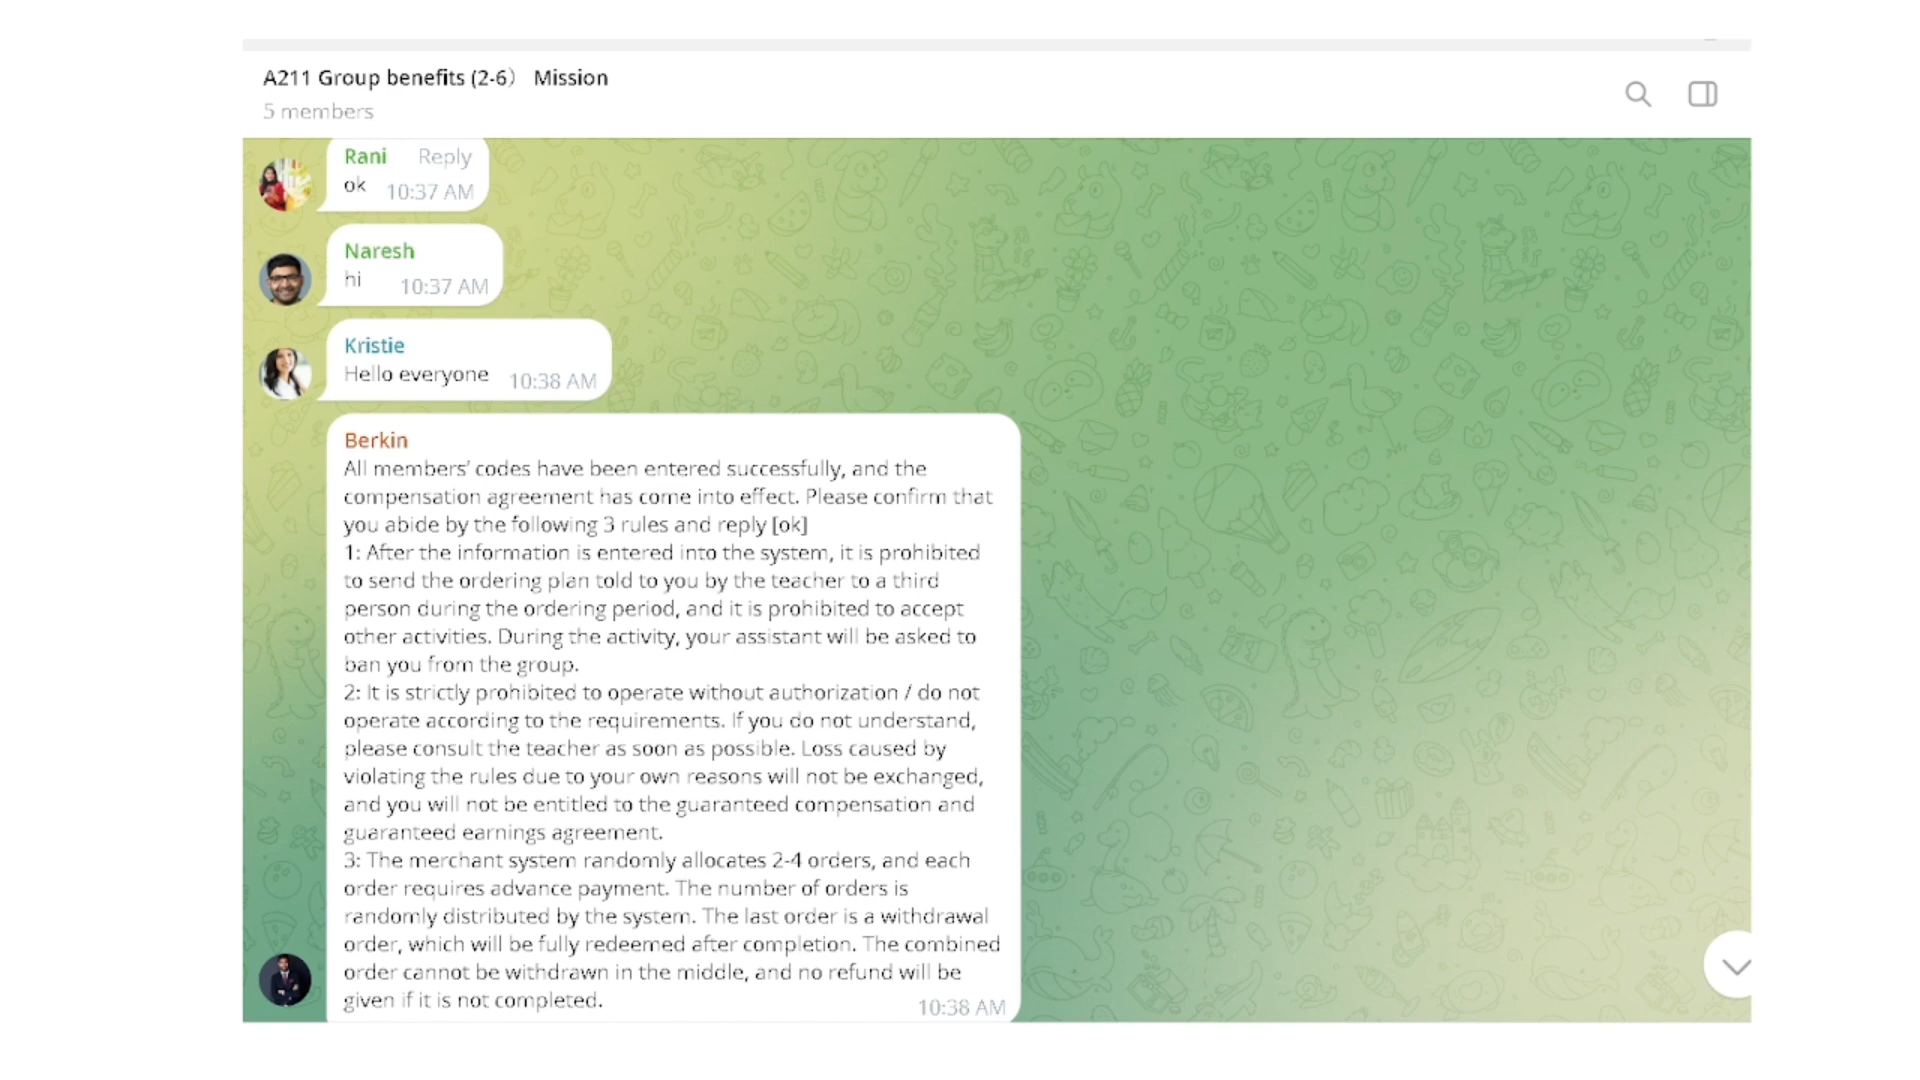 A211 Group benefits (2-6） Mission
5 members
Rani Reply
ok 10:37 AM
Naresh
hi 10:37 AM
Kristie
Hello everyone 10:38 AM
Berkin
All members’ codes have been entered successfully, and the
compensation agreement has come into effect. Please confirm that
you abide by the following 3 rules and reply [ok]
1: After the information is entered into the system, it is prohibited
to send the ordering plan told to you by the teacher to a third
person during the ordering period, and it is prohibited to accept
other activities. During the activity, your assistant will be asked to
ban you from the group.
2: It is strictly prohibited to operate without authorization / do not
operate according to the requirements. If you do not understand,
please consult the teacher as soon as possible. Loss caused by
violating the rules due to your own reasons will not be exchanged,
and you will not be entitled to the guaranteed compensation and
guaranteed earnings agreement.
3: The merchant system randomly allocates 2-4 orders, and each
order requires advance payment. The number of orders is
randomly distributed by the system. The last order is a withdrawal
order, which will be fully redeemed after completion. The combined
order cannot be withdrawn in the middle, and no refund will be
given if it is not completed.
10:38 AM